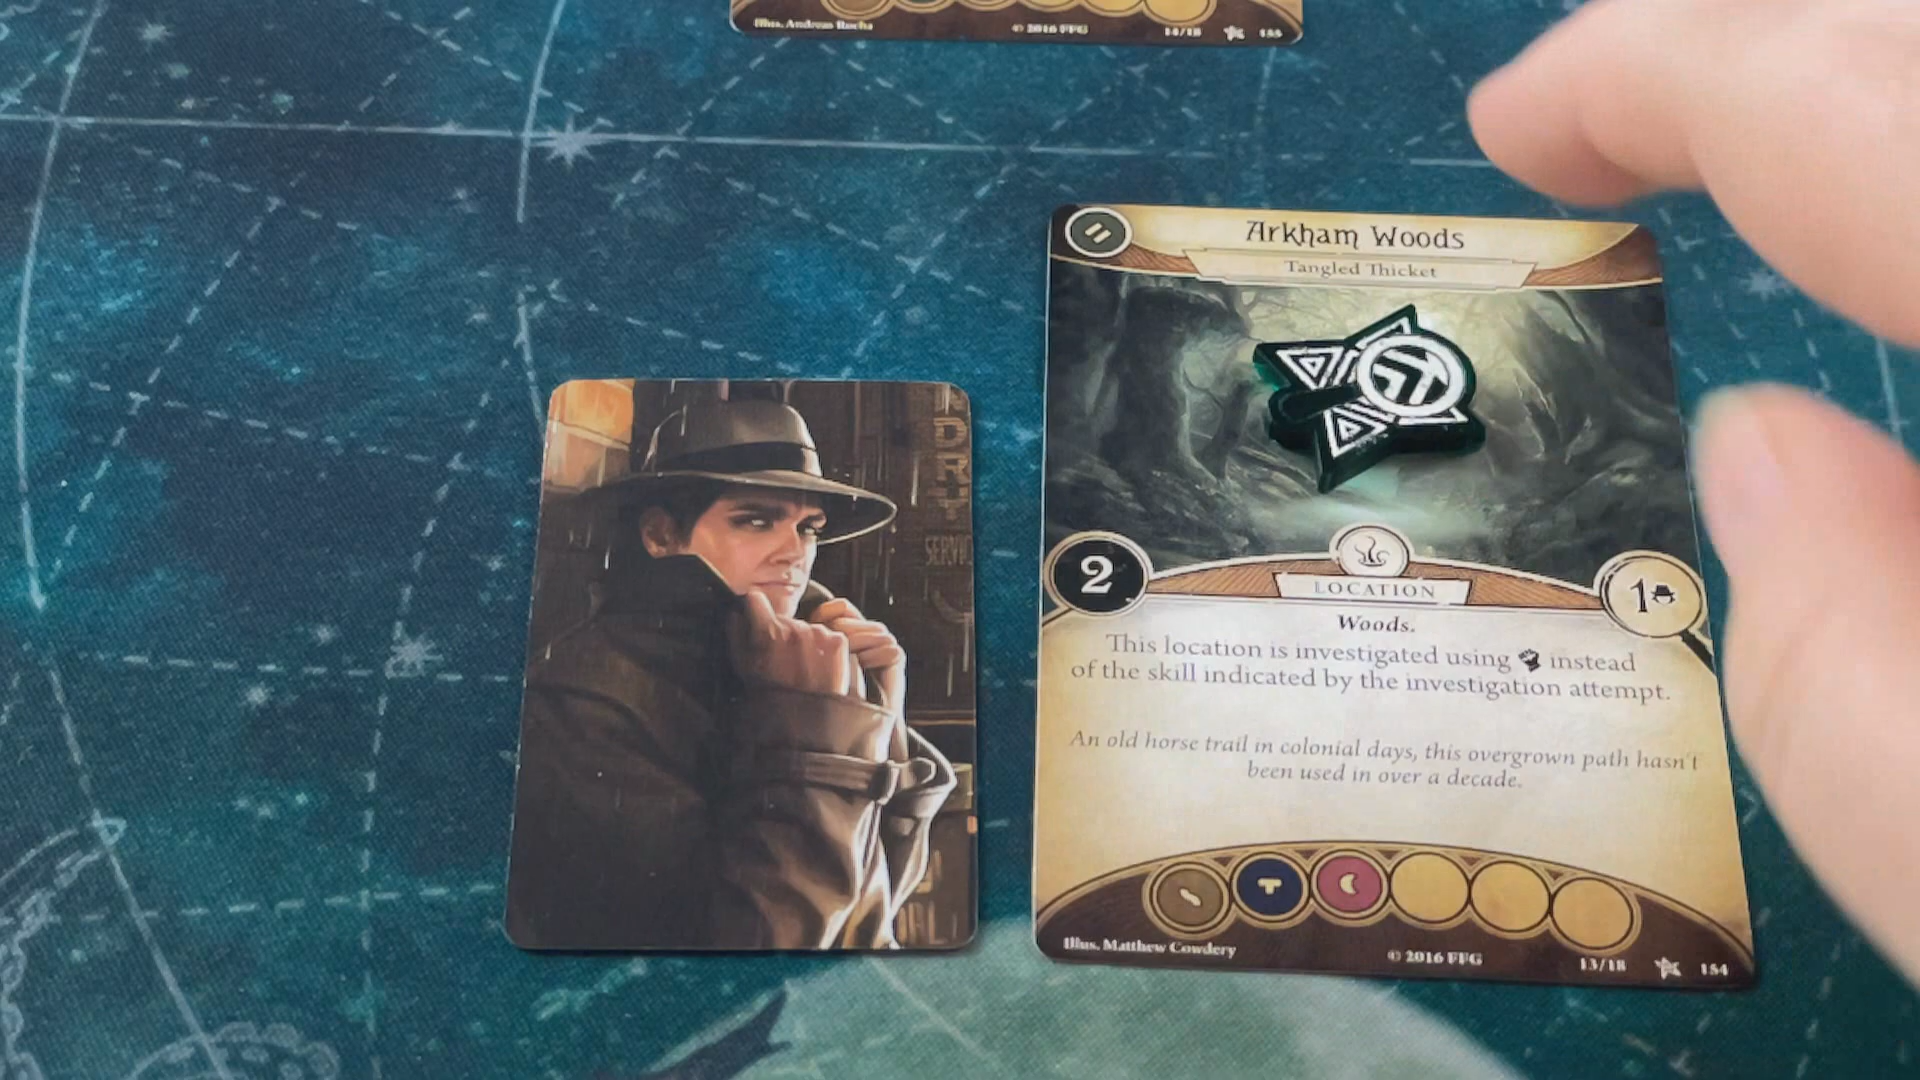 Illus. Andreas Rocha
© 2016 FFG
14/18
155
Arkham Woods
Tangled Thicket
2
LOCATION
1
Woods.
This location is investigated using instead
of the skill indicated by the investigation attempt.
An old horse trail in colonial days, this overgrown path hasn't
been used in over a decade.
Illus. Matthew Cowdery
© 2016 FFG
13/18
154